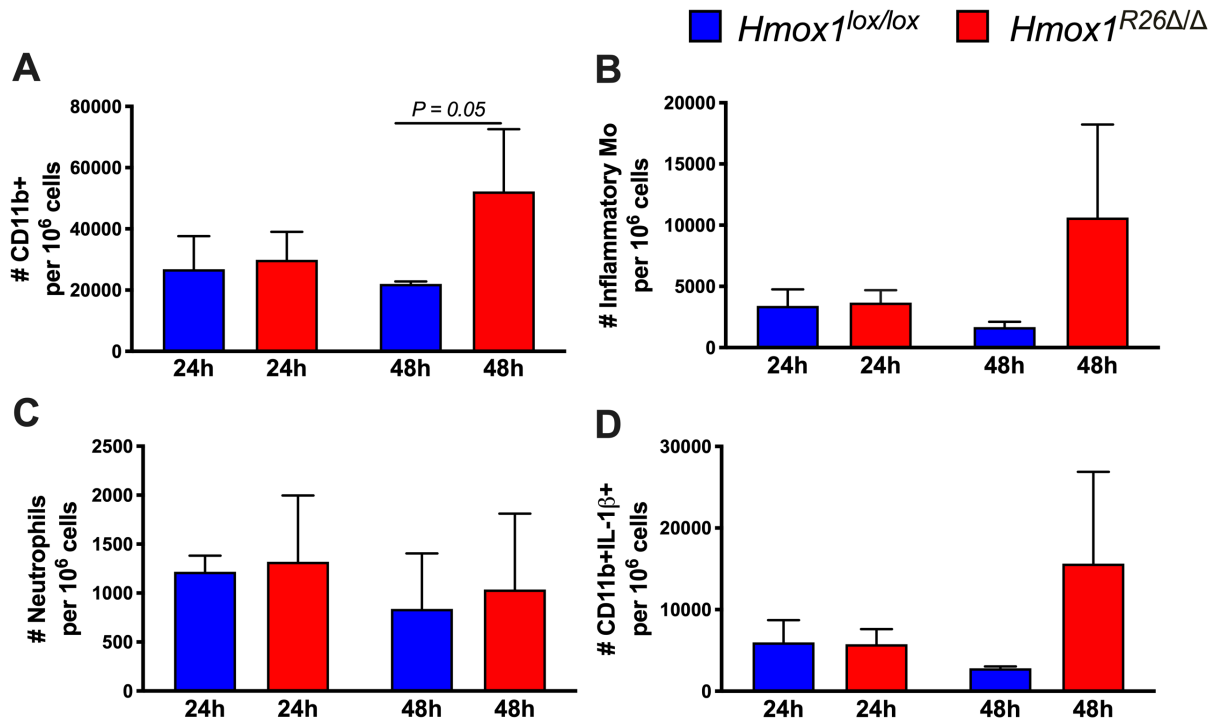 Hmox1lox/lox Hmox1R26Δ/Δ
A
# CD11b+
per 106 cells
80000
60000
40000
20000
0
P = 0.05
24h 24h 48h 48h
B
# Inflammatory Mo
per 106 cells
20000
15000
10000
5000
0
24h 24h 48h 48h
C
# Neutrophils
per 106 cells
2500
2000
1500
1000
500
0
24h 24h 48h 48h
D
# CD11b+IL-1β+
per 106 cells
30000
20000
10000
0
24h 24h 48h 48h